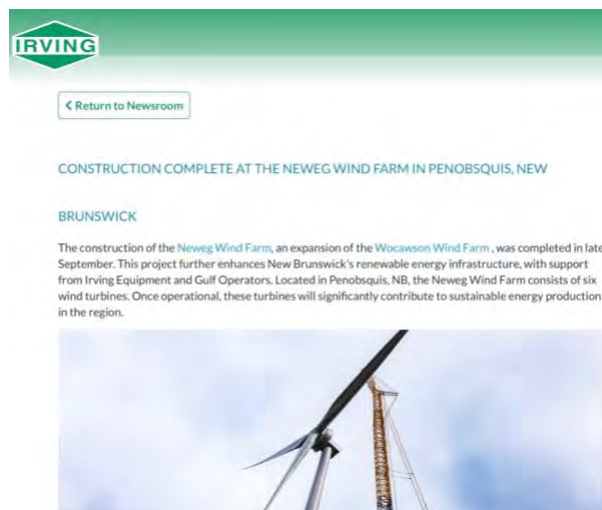 IRVING
Return to Newsroom
CONSTRUCTION COMPLETE AT THE NEWEG WIND FARM IN PENOBSQUIS, NEW
BRUNSWICK
The construction of the Neweg Wind Farm, an expansion of the Wocawson Wind Farm , was completed in late
September. This project further enhances New Brunswick's renewable energy infrastructure, with support
from Irving Equipment and Gulf Operators. Located in Penobsquis, NB, the Neweg Wind Farm consists of six
wind turbines. Once operational, these turbines will significantly contribute to sustainable energy production
in the region.